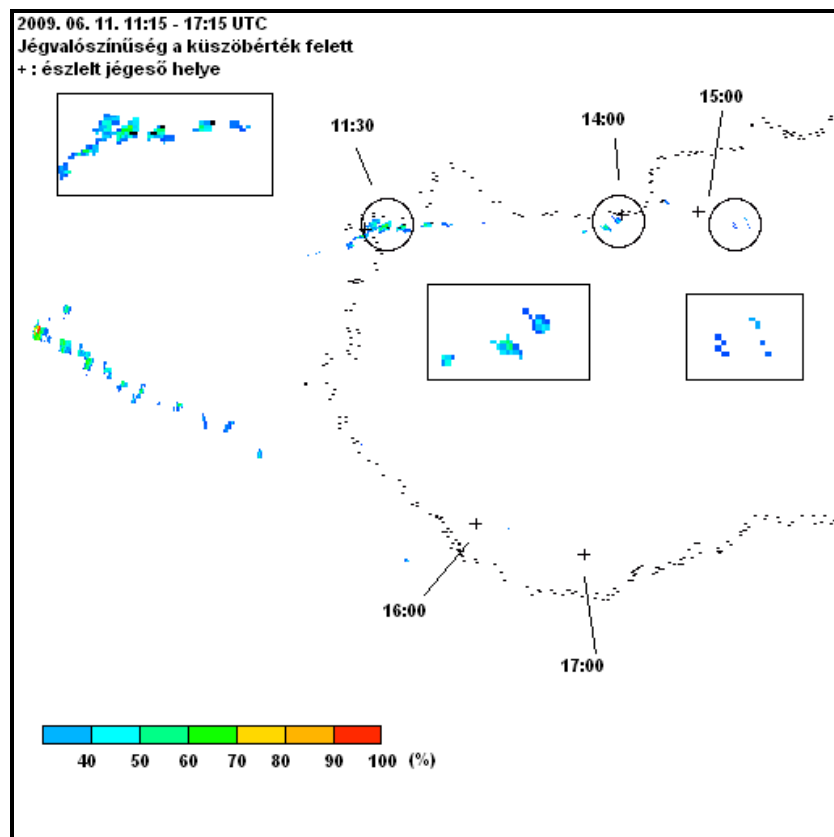 2009. 06. 11. 11:15 - 17:15 UTC
Jégvalószínűség a küszöbérték felett
+ : észlelt jégeső helye
15:00
14:00
11:30
16:00
17:00
40 50 60 70 80 90 100 (%)